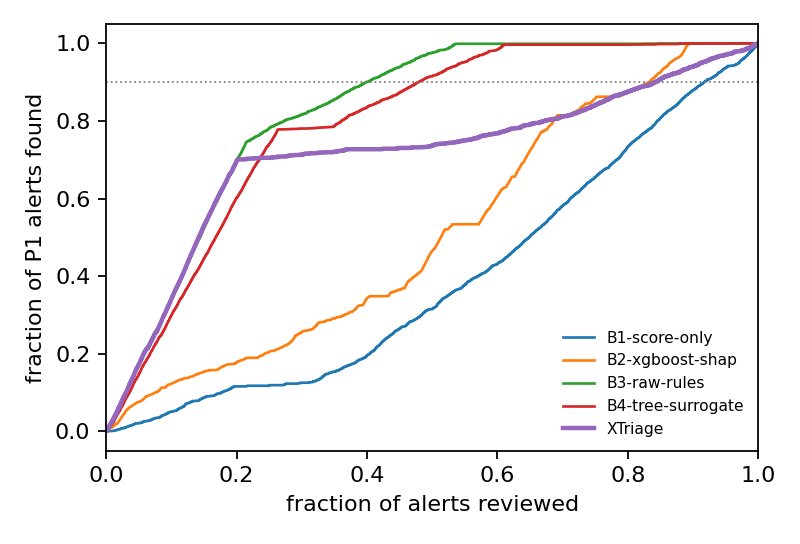 fraction of P1 alerts found
1.0
0.8
0.6
0.4
0.2
0.0
B1-score-only
B2-xgboost-shap
B3-raw-rules
B4-tree-surrogate
XTriage
0.0 0.2 0.4 0.6 0.8 1.0
fraction of alerts reviewed